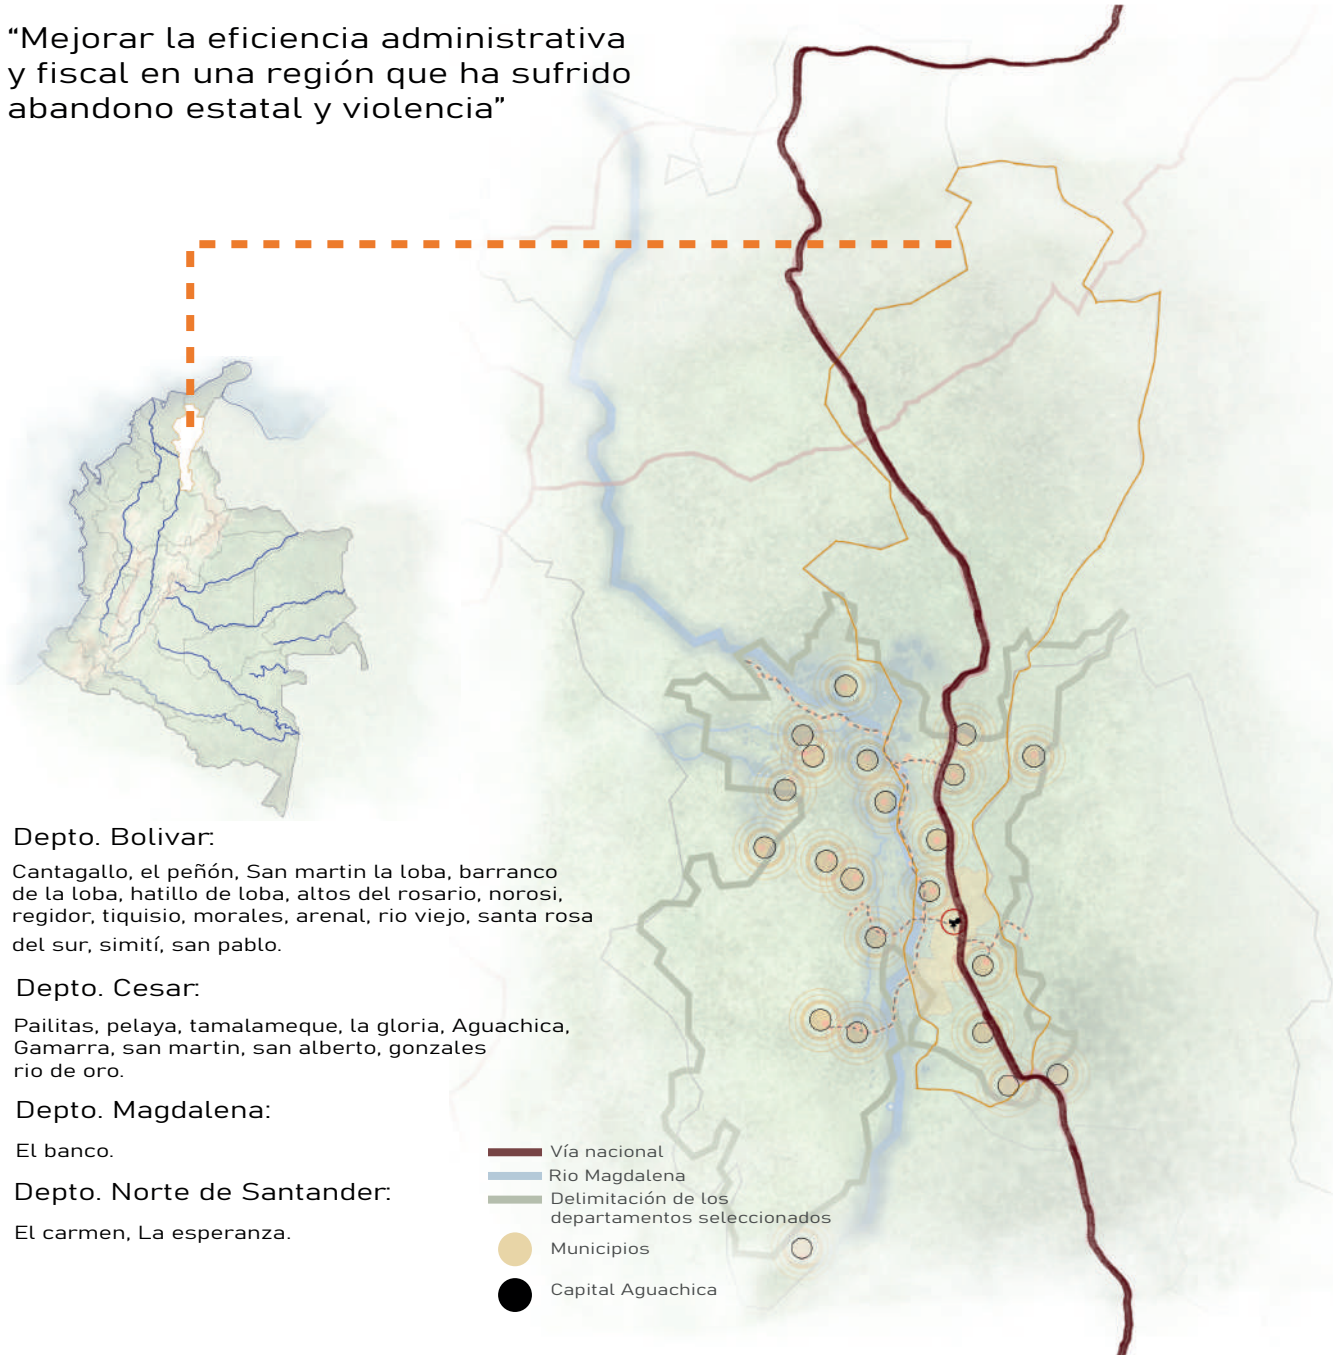 “Mejorar la eficiencia administrativa
y fiscal en una región que ha sufrido
abandono estatal y violencia”
Depto. Bolivar:
Cantagallo, el peñón, San martin la loba, barranco
de la loba, hatillo de loba, altos del rosario, norosi,
regidor, tiquisio, morales, arenal, rio viejo, santa rosa
del sur, simití, san pablo.
Depto. Cesar:
Pailitas, pelaya, tamalameque, la gloria, Aguachica,
Gamarra, san martin, san alberto, gonzales
rio de oro.
Depto. Magdalena:
El banco.
Depto. Norte de Santander:
El carmen, La esperanza.
Vía nacional
Rio Magdalena
Delimitación de los
departamentos seleccionados
Municipios
Capital Aguachica